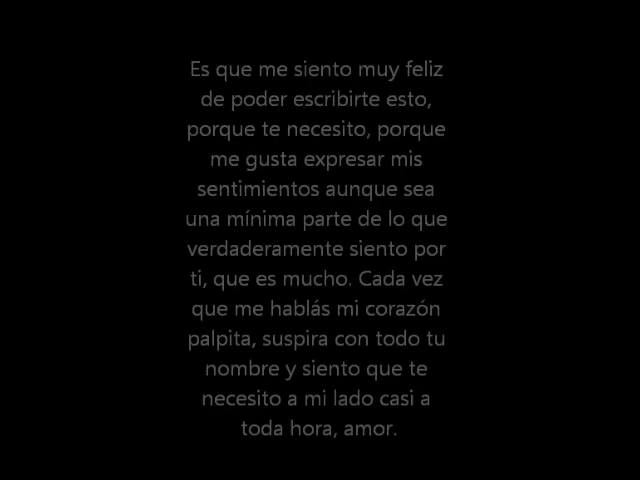 Es que me siento muy feliz
de poder escribirte esto,
porque te necesito, porque
me gusta expresar mis
sentimientos aunque sea
una mínima parte de lo que
verdaderamente siento por
ti, que es mucho. Cada vez
que me hablás mi corazón
palpita, suspira con todo tu
nombre y siento que te
necesito a mi lado casi a
toda hora, amor.